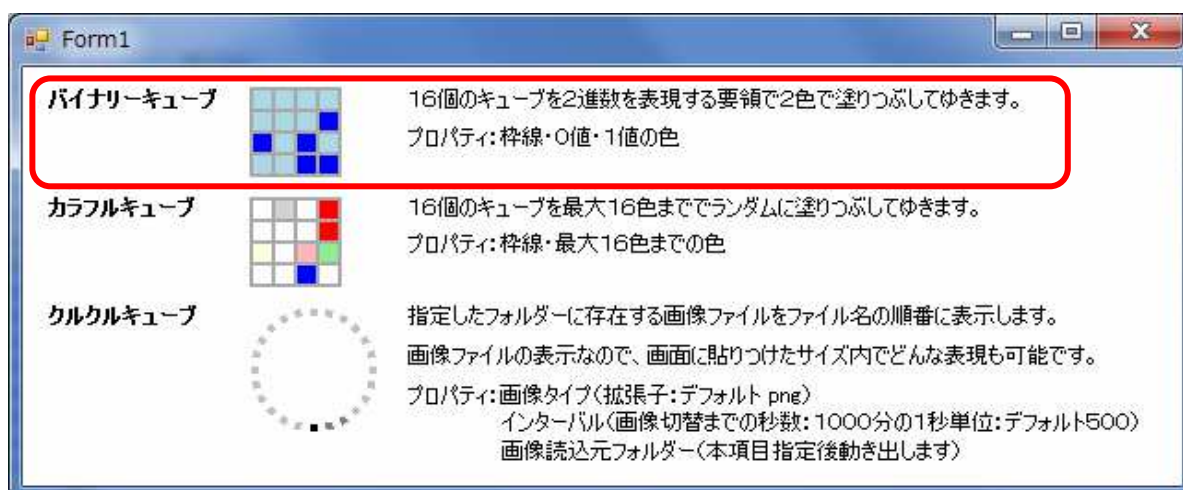 Form1
バイナリーキューブ
16個のキューブを2進数を表現する要領で2色で塗りつぶしてゆきます。
プロパティ:枠線・0値・1値の色
カラフルキューブ
16個のキューブを最大16色まででランダムに塗りつぶしてゆきます。
プロパティ:枠線・最大16色までの色
クルクルキューブ
指定したフォルダーに存在する画像ファイルをファイル名の順番に表示します。
画像ファイルの表示なので、画面に貼りつけたサイズ内でどんな表現も可能です。
プロパティ:画像タイプ(拡張子:デフォルト png)
インターバル(画像切替までの秒数:1000分の1秒単位:デフォルト500)
画像読込元フォルダー(本項目指定後動き出します)